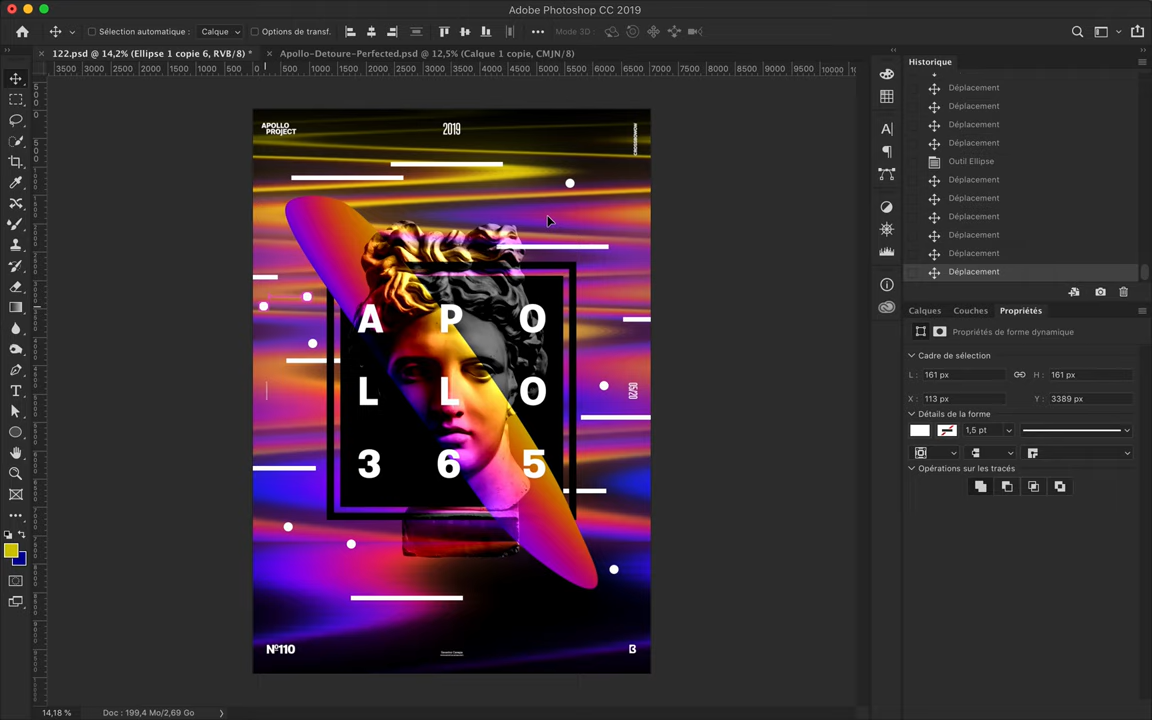 Adobe Photoshop CC 2019
Sélection automatique : Calque
Options de transf.
Mode 3D :
122.psd @ 14,2% (Ellipse 1 copie 6, RVB/8) *
Apollo-Detoure-Perfected.psd @ 12,5% (Calque 1 copie, CMJN/8)
3500 3000 2500 2000 1500 1000 500 0 500 1000 1500 2000 2500 3000 3500 4000 4500 5000 5500 6000 6500 7000 7500 8000 8500 9000 9500 10000
Historique
Déplacement
Déplacement
Déplacement
Déplacement
Outil Ellipse
Déplacement
Déplacement
Déplacement
Déplacement
Déplacement
Déplacement
Calques
Couches
Propriétés
Propriétés de forme dynamique
Cadre de sélection
L : 161 px
H : 161 px
X : 113 px
Y : 3389 px
Détails de la forme
1,5 pt
Opérations sur les tracés
APOLLO
PROJECT
2019
A P O
L L O
3 6 5
05/20
Nº110
14,18 %
Doc : 199,4 Mo/2,69 Go